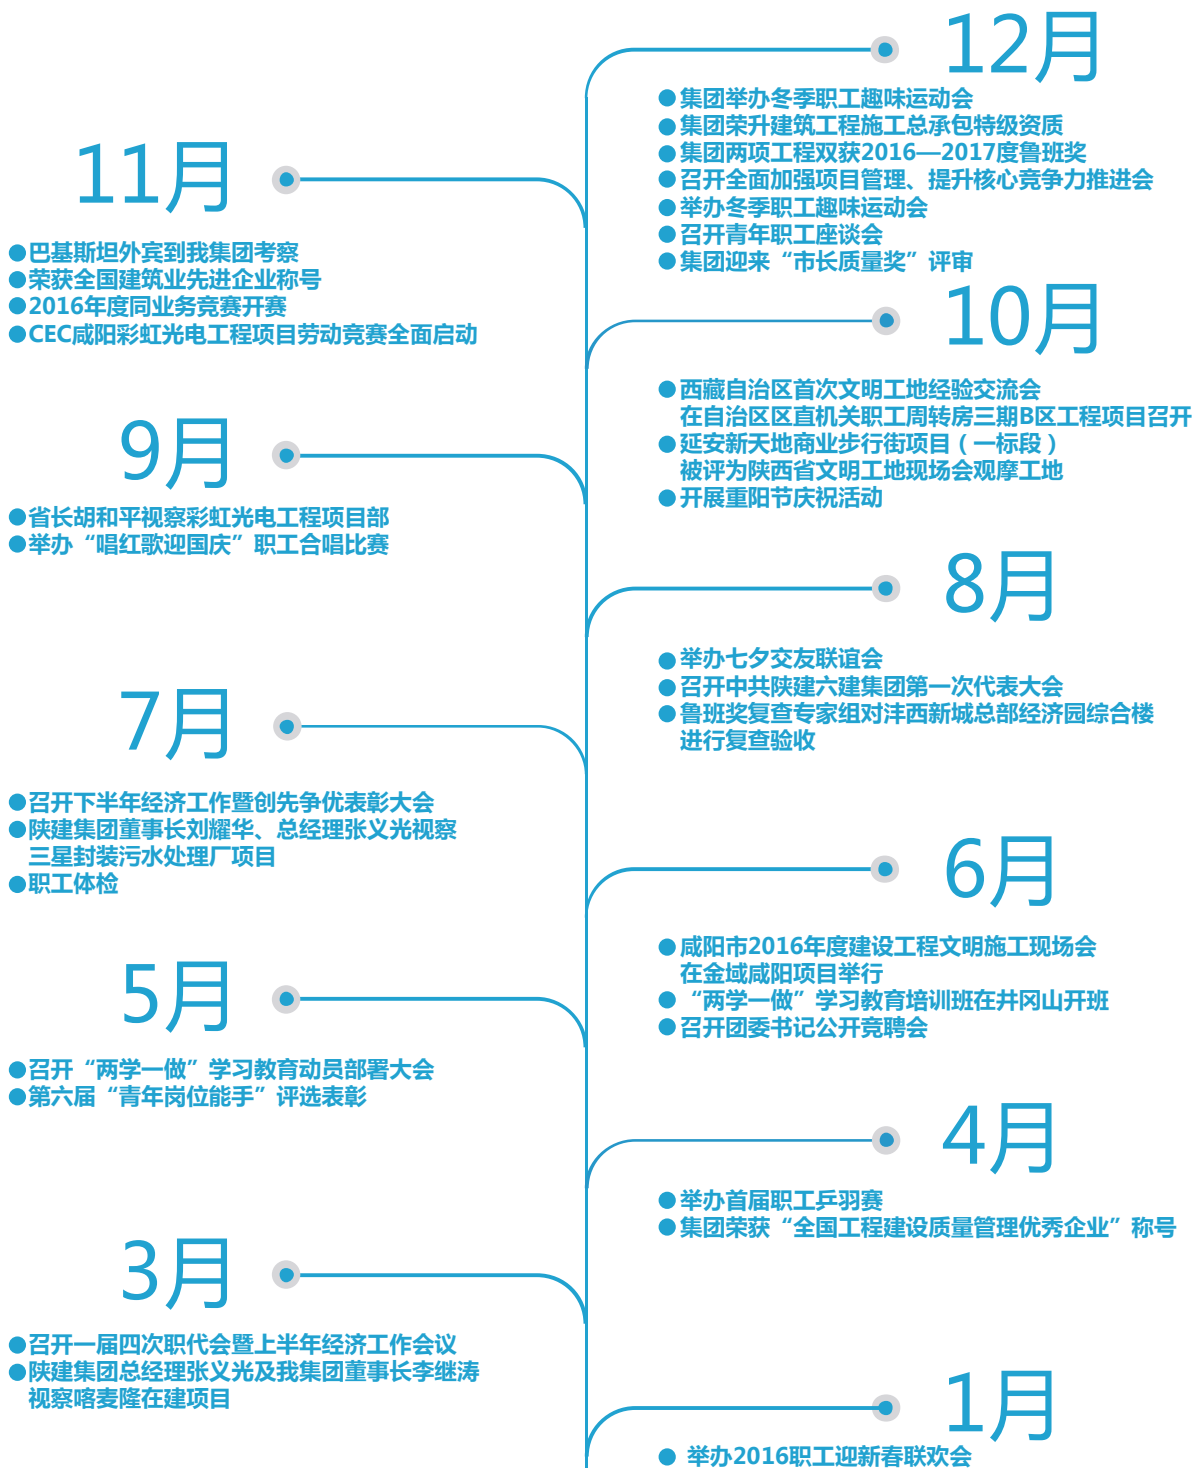 12月
●集团举办冬季职工趣味运动会
●集团荣升建筑工程施工总承包特级资质
●集团两项工程双获2016—2017度鲁班奖
●召开全面加强项目管理、提升核心竞争力推进会
●举办冬季职工趣味运动会
●召开青年职工座谈会
●集团迎来“市长质量奖”评审
11月
●巴基斯坦外宾到我集团考察
●荣获全国建筑业先进企业称号
●2016年度同业务竞赛开赛
●CEC咸阳彩虹光电工程项目劳动竞赛全面启动
10月
●西藏自治区首次文明工地经验交流会
在自治区区直机关职工周转房三期B区工程项目召开
●延安新天地商业步行街项目（一标段）
被评为陕西省文明工地现场会观摩工地
●开展重阳节庆祝活动
9月
●省长胡和平视察彩虹光电工程项目部
●举办“唱红歌迎国庆”职工合唱比赛
8月
●举办七夕交友联谊会
●召开中共陕建六建集团第一次代表大会
●鲁班奖复查专家组对沣西新城总部经济园综合楼
进行复查验收
7月
●召开下半年经济工作暨创先争优表彰大会
●陕建集团董事长刘耀华、总经理张义光视察
三星封装污水处理厂项目
●职工体检
6月
●咸阳市2016年度建设工程文明施工现场会
在金域咸阳项目举行
●“两学一做”学习教育培训班在井冈山开班
●召开团委书记公开竞聘会
5月
●召开“两学一做”学习教育动员部署大会
●第六届“青年岗位能手”评选表彰
4月
●举办首届职工乒羽赛
●集团荣获“全国工程建设质量管理优秀企业”称号
3月
●召开一届四次职代会暨上半年经济工作会议
●陕建集团总经理张义光及我集团董事长李继涛
视察喀麦隆在建项目
1月
●举办2016职工迎新春联欢会